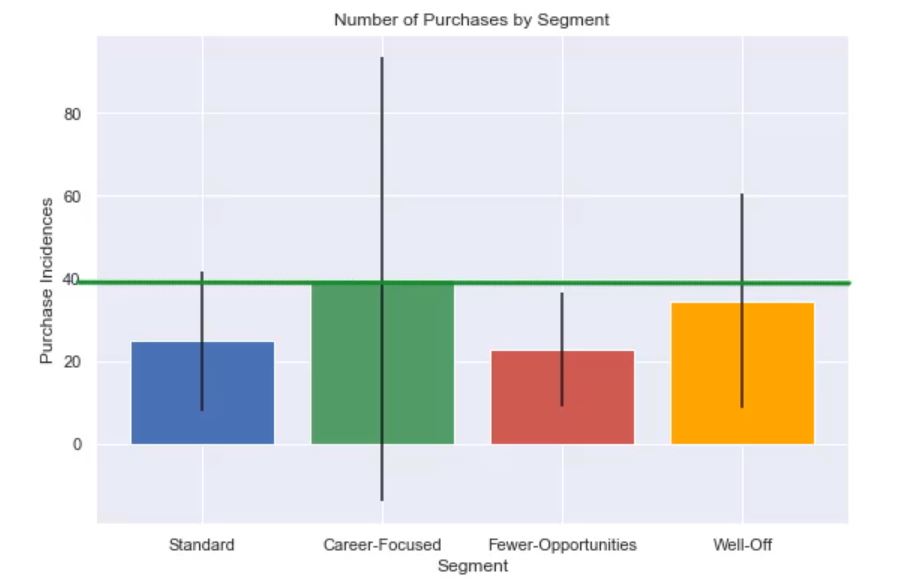 Number of Purchases by Segment
Purchase Incidences
80
60
40
20
0
Standard
Career-Focused
Fewer-Opportunities
Well-Off
Segment